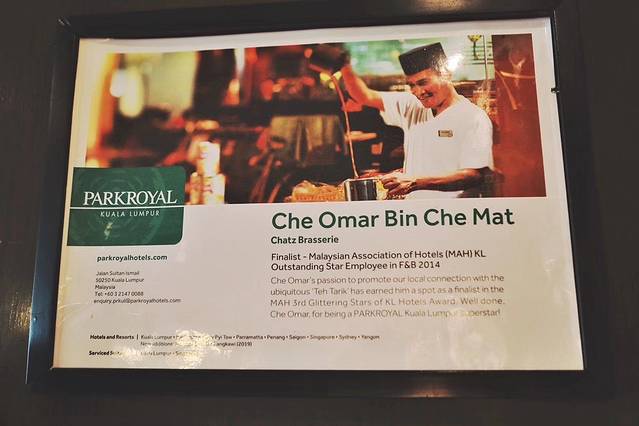 PARKROYAL
KUALA LUMPUR
parkroyalhotels.com
Jalan Sultan Ismail
50250 Kuala Lumpur
Malaysia
Tel: +60 3 2147 0088
enquiry.prkul@parkroyalhotels.com
Che Omar Bin Che Mat
Chatz Brasserie
Finalist - Malaysian Association of Hotels (MAH) KL
Outstanding Star Employee in F&B 2014
Che Omar's passion to promote our local connection with the
ubiquitous 'Teh Tarik' has earned him a spot as a finalist in the
MAH 3rd Glittering Stars of KL Hotels Award. Well done,
Che Omar, for being a PARKROYAL Kuala Lumpur superstar!
Hotels and Resorts | Kuala Lumpur • Pyi Taw • Parramatta • Penang • Saigon • Singapore • Sydney • Yangon
Langkawi (2019)
Serviced Kuala Lumpur •